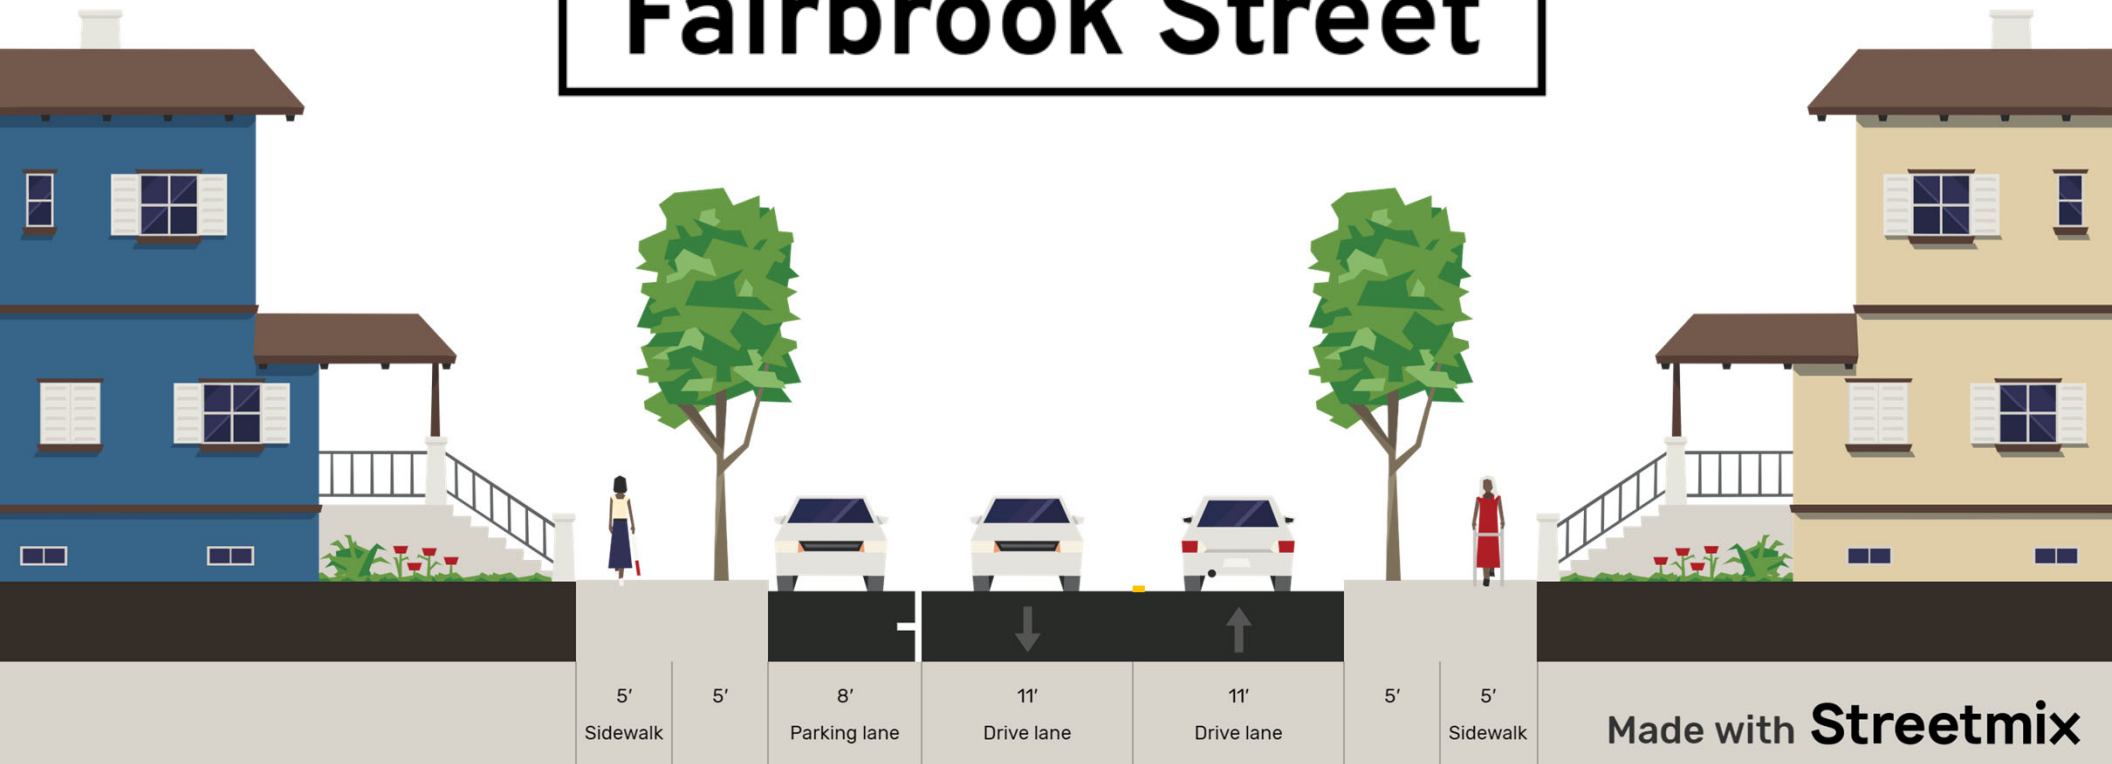 Fairbrook Street
5′ 5′ 8′ 11′ 11′ 5′ 5′
Sidewalk Parking lane Drive lane Drive lane Sidewalk
Made with Streetmix